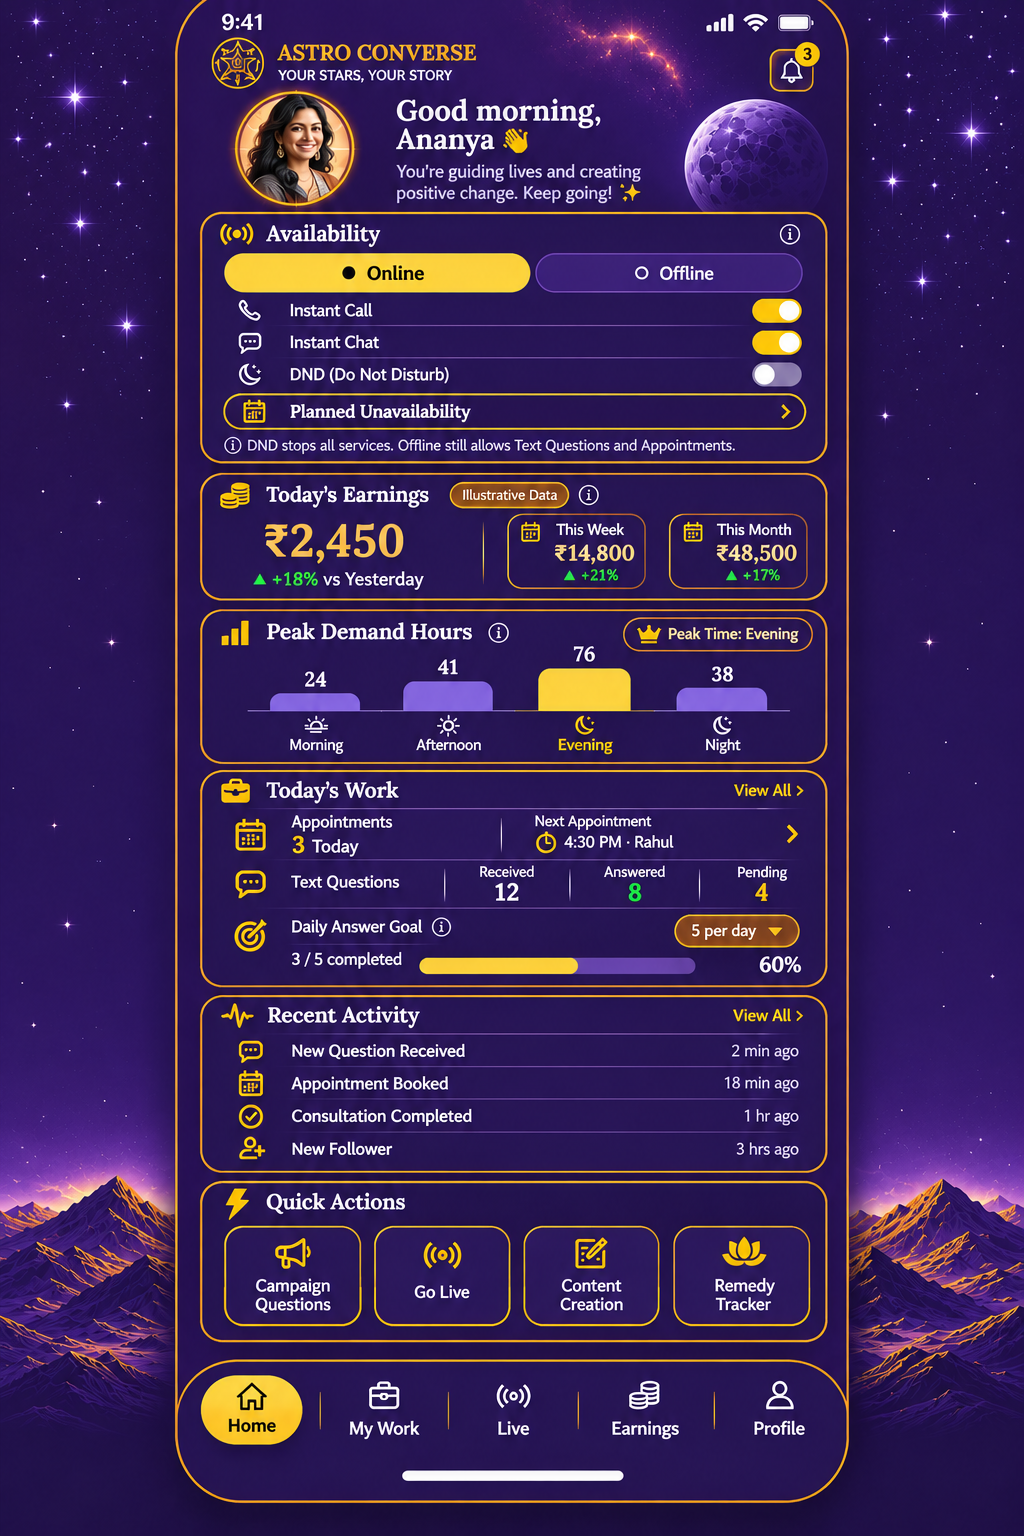 9:41
ASTRO CONVERSE
YOUR STARS, YOUR STORY
3
Good morning,
Ananya 👋
You're guiding lives and creating
positive change. Keep going! ✨
Availability
Online
Offline
Instant Call
Instant Chat
DND (Do Not Disturb)
Planned Unavailability
DND stops all services. Offline still allows Text Questions and Appointments.
Today's Earnings
Illustrative Data
₹2,450
▲ +18% vs Yesterday
This Week
₹14,800
▲ +21%
This Month
₹48,500
▲ +17%
Peak Demand Hours
Peak Time: Evening
24
41
76
38
Morning
Afternoon
Evening
Night
Today's Work
View All >
Appointments
3 Today
Next Appointment
4:30 PM · Rahul
Text Questions
Received
12
Answered
8
Pending
4
Daily Answer Goal
5 per day
3 / 5 completed
60%
Recent Activity
View All >
New Question Received
2 min ago
Appointment Booked
18 min ago
Consultation Completed
1 hr ago
New Follower
3 hrs ago
Quick Actions
Campaign
Questions
Go Live
Content
Creation
Remedy
Tracker
Home
My Work
Live
Earnings
Profile